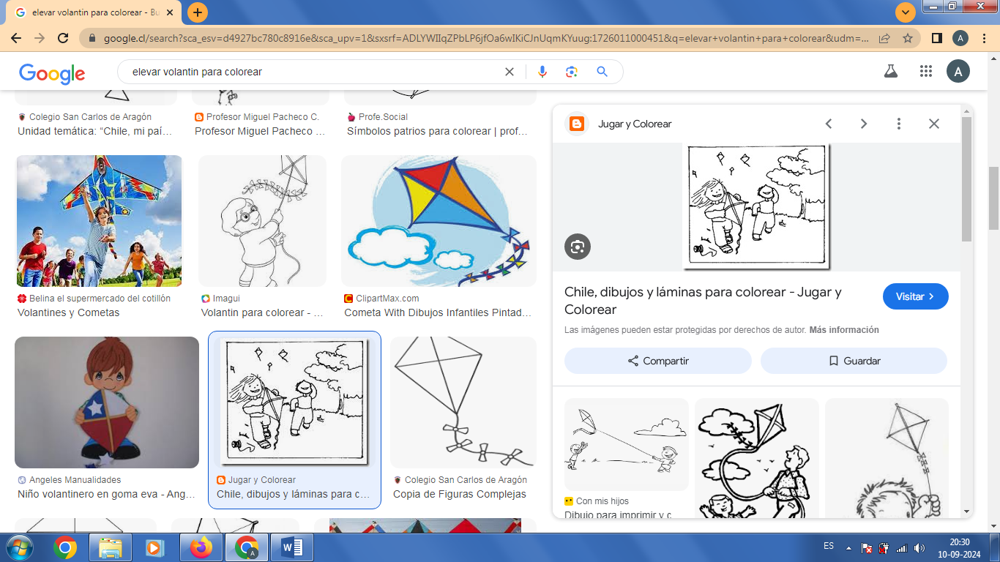 elevar volantin para colorear - Bu
google.cl/search?sca_esv=d4927bc780c8916e&sca_upv=1&sxsrf=ADLYWIIqZPbLP6jfOa6wIKiCJnUqmKYuug:1726011000451&q=elevar+volantin+para+colorear&udm=...
A
Google
elevar volantin para colorear
A
Colegio San Carlos de Aragón
Unidad temática: “Chile, mi paí...
Profesor Miguel Pacheco C.
Profesor Miguel Pacheco ...
Profe.Social
Símbolos patrios para colorear | prof...
Belina el supermercado del cotillón
Volantines y Cometas
Imagui
Volantin para colorear - ...
ClipartMax.com
Cometa With Dibujos Infantiles Pintad...
Angeles Manualidades
Niño volantinero en goma eva - Ang...
Jugar y Colorear
Chile, dibujos y láminas para c...
Colegio San Carlos de Aragón
Copia de Figuras Complejas
Jugar y Colorear
Chile, dibujos y láminas para colorear - Jugar y
Colorear
Visitar
Las imágenes pueden estar protegidas por derechos de autor. Más información
Compartir
Guardar
Con mis hijos
Dibujo para imprimir y c
ES
20:30
10-09-2024